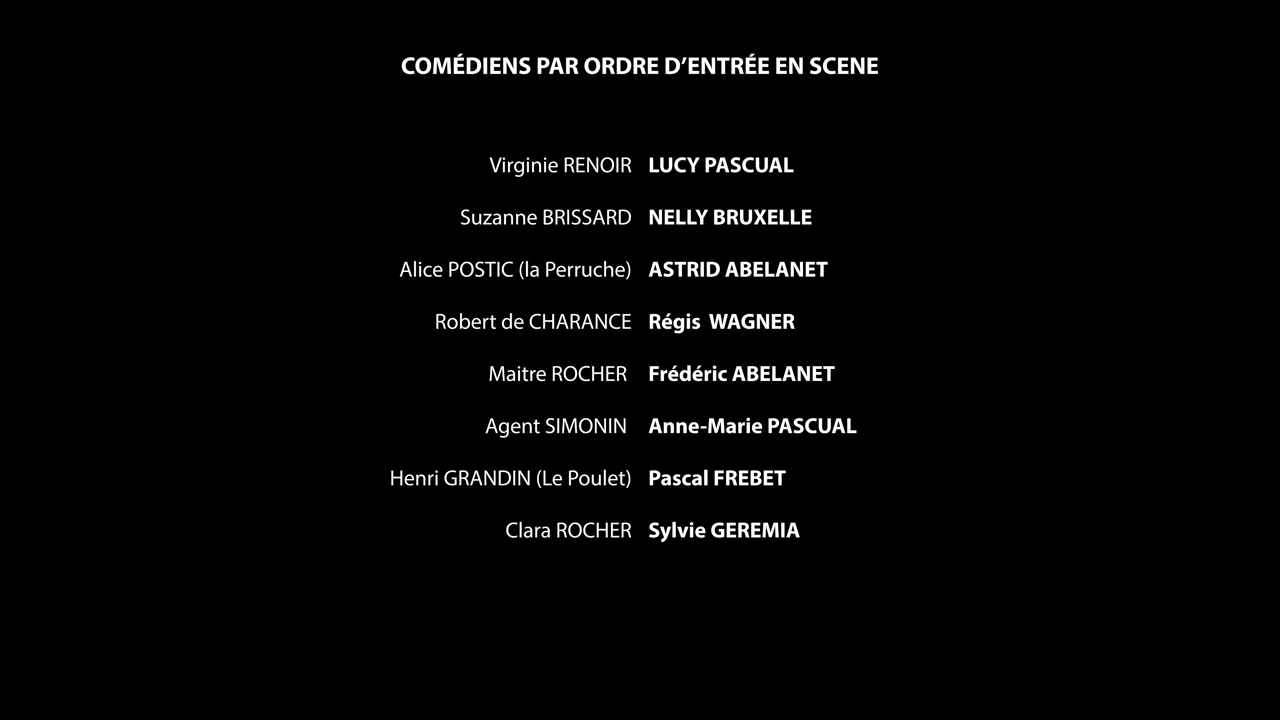 COMÉDIENS PAR ORDRE D’ENTRÉE EN SCENE
Virginie RENOIR LUCY PASCUAL
Suzanne BRISSARD NELLY BRUXELLE
Alice POSTIC (la Perruche) ASTRID ABELANET
Robert de CHARANCE Régis  WAGNER
Maitre ROCHER Frédéric ABELANET
Agent SIMONIN Anne-Marie PASCUAL
Henri GRANDIN (Le Poulet) Pascal FREBET
Clara ROCHER Sylvie GEREMIA